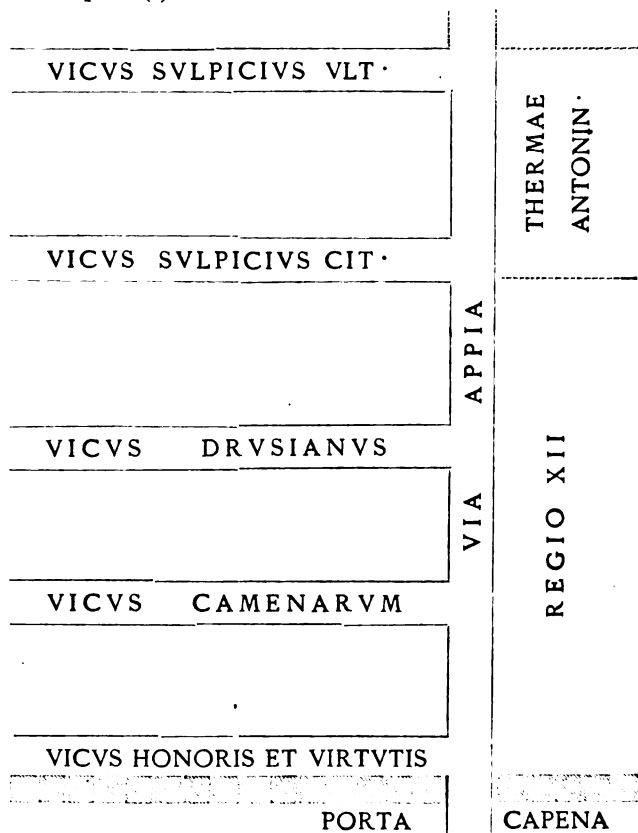 VICVS SVLPICIVS VLT·
THERMAE
ANTONIN·
VICVS SVLPICIVS CIT·
VIA APPIA
VICVS DRVSIANVS
REGIO XII
VICVS CAMENARVM
VICVS HONORIS ET VIRTVTIS
PORTA CAPENA